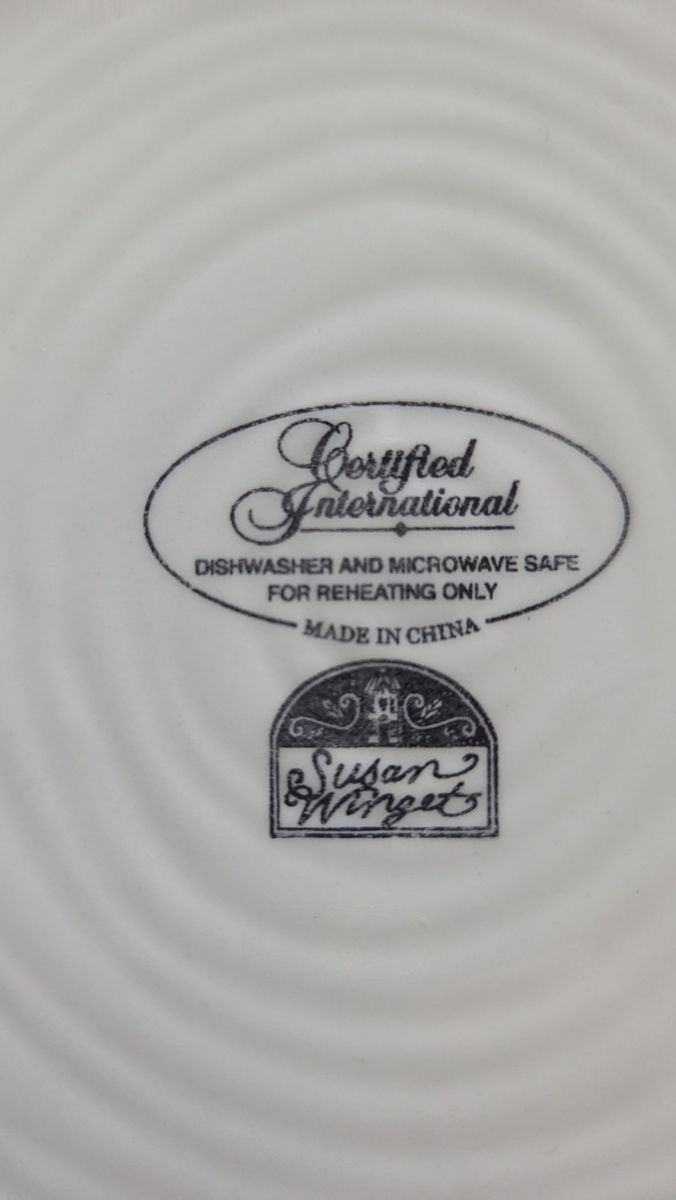 Certified
International
DISHWASHER AND MICROWAVE SAFE
FOR REHEATING ONLY
MADE IN CHINA
Susan
Winget